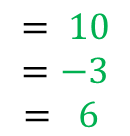 = 10
= −3
= 6